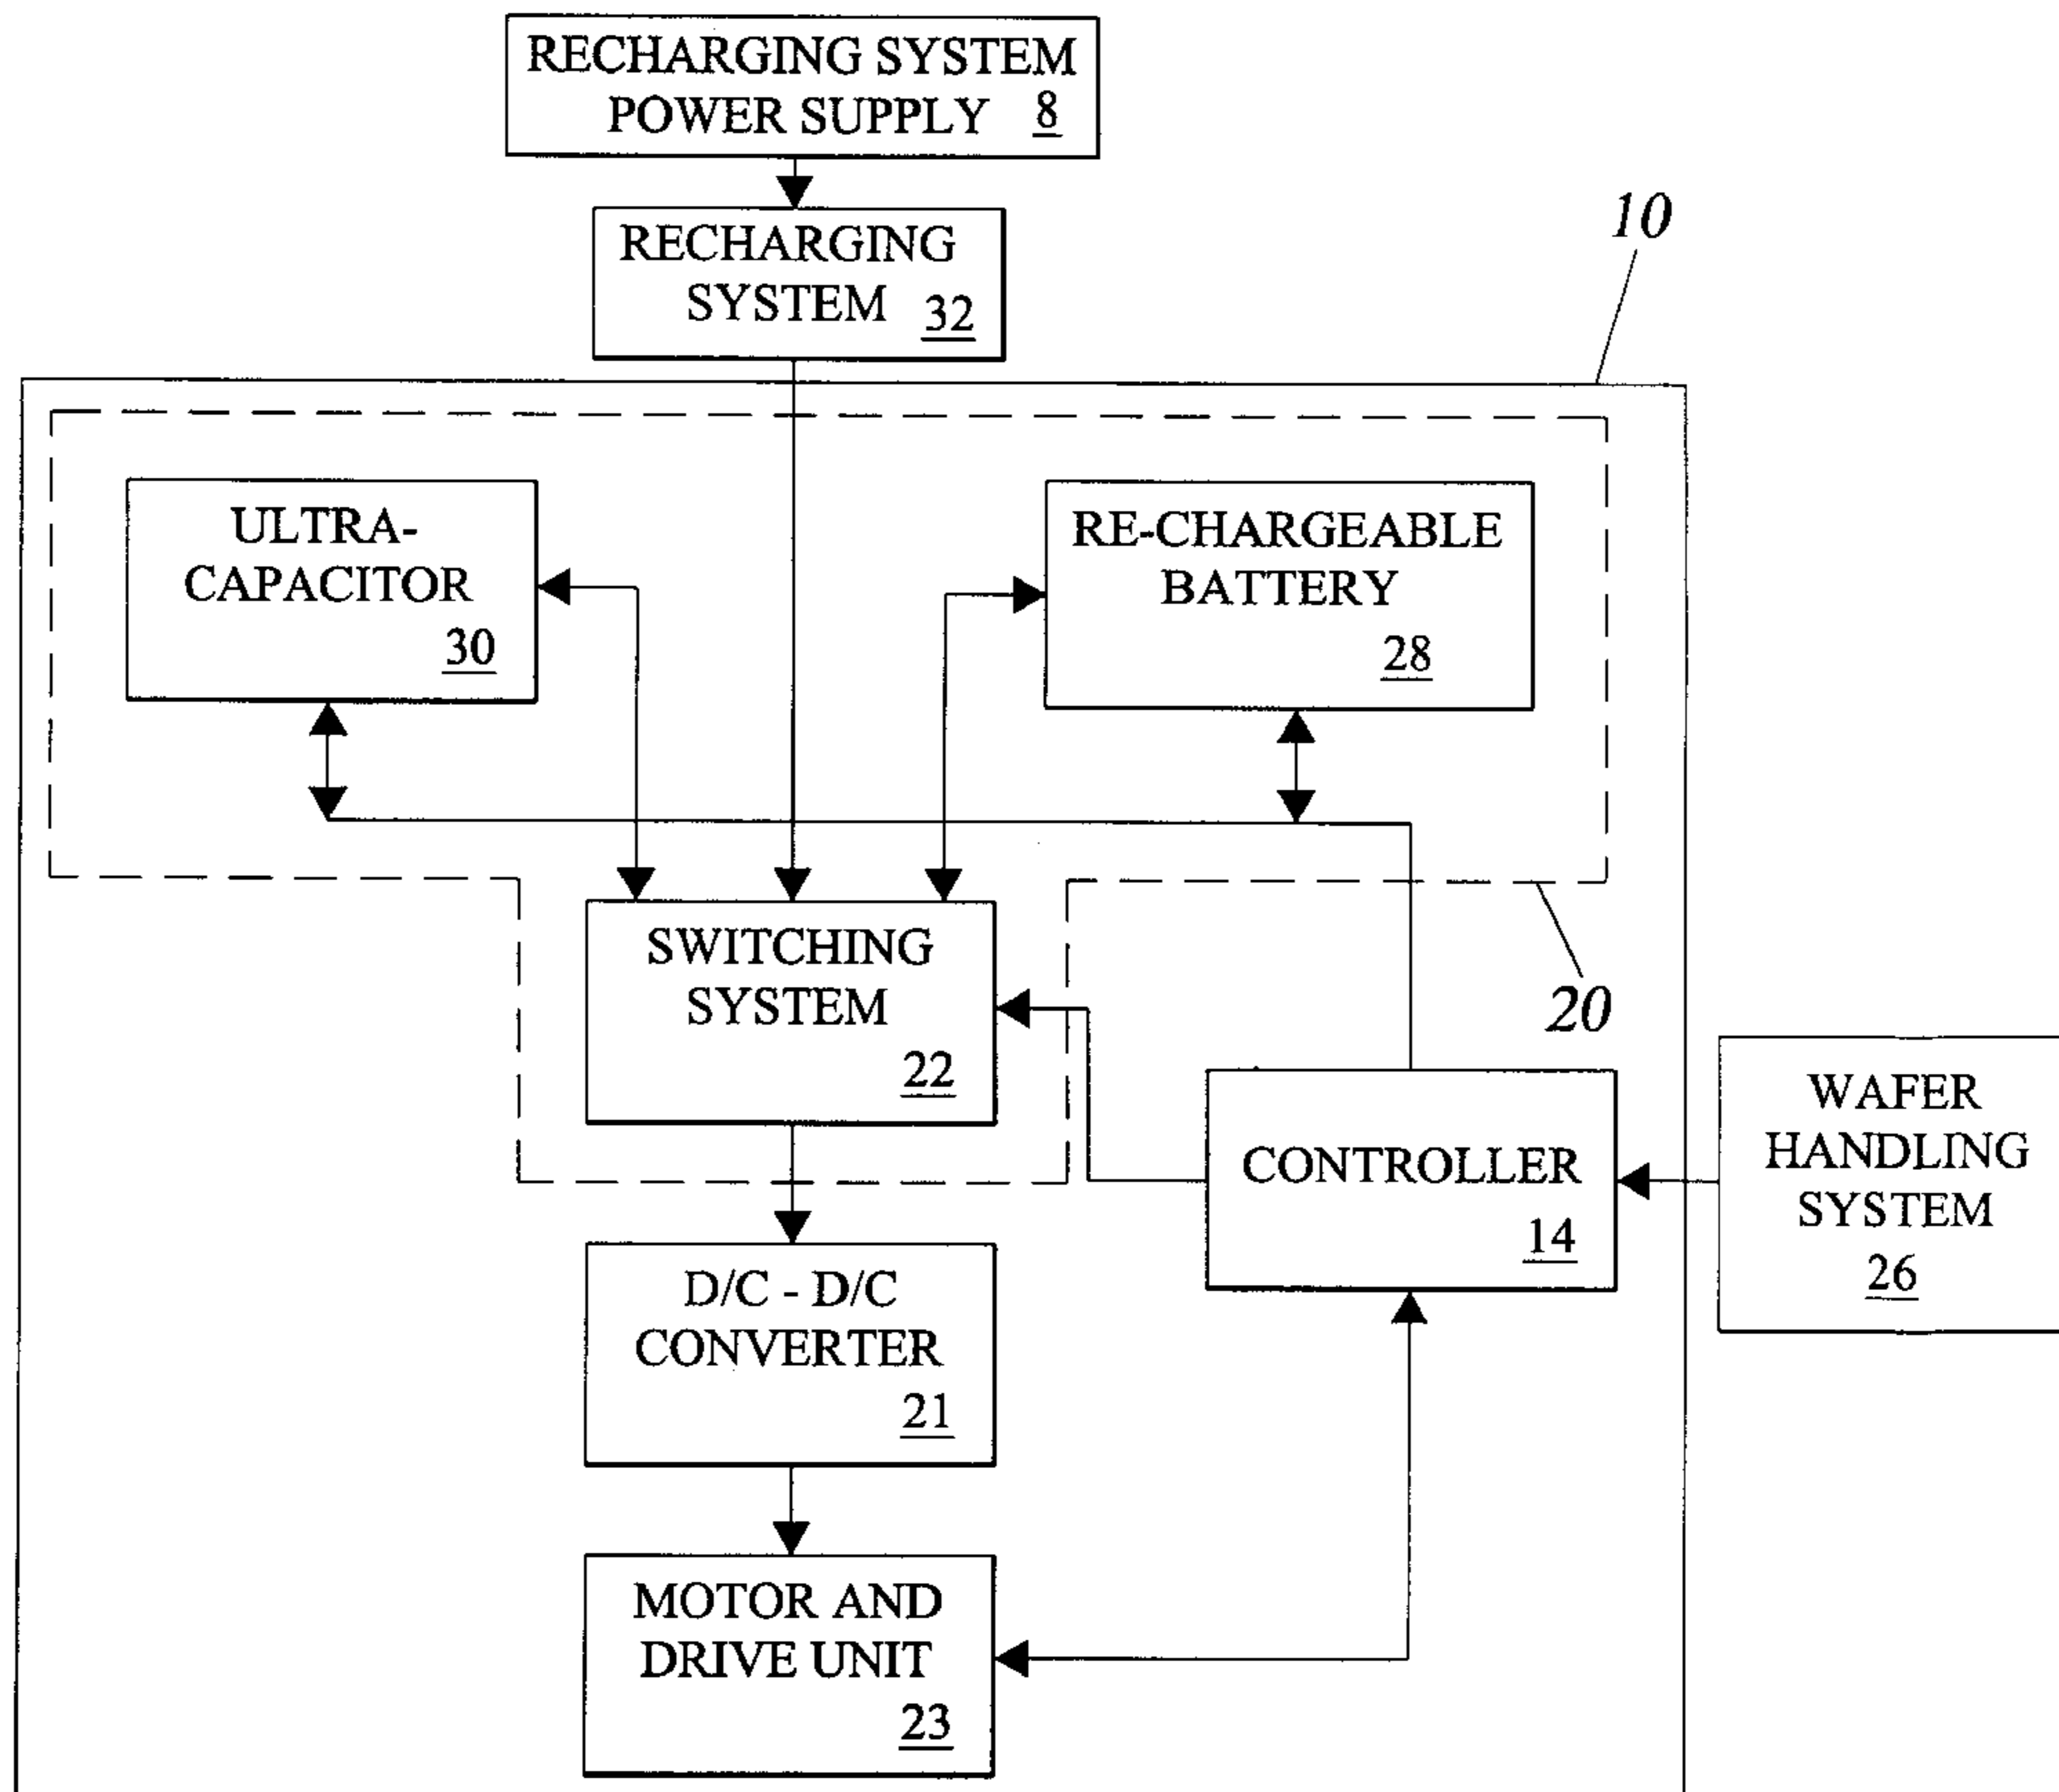 RECHARGING SYSTEM
POWER SUPPLY 8
RECHARGING
SYSTEM 32
10
ULTRA-
CAPACITOR
30
RE-CHARGEABLE
BATTERY
28
SWITCHING
SYSTEM
22
20
CONTROLLER
14
WAFER
HANDLING
SYSTEM
26
D/C - D/C
CONVERTER
21
MOTOR AND
DRIVE UNIT
23